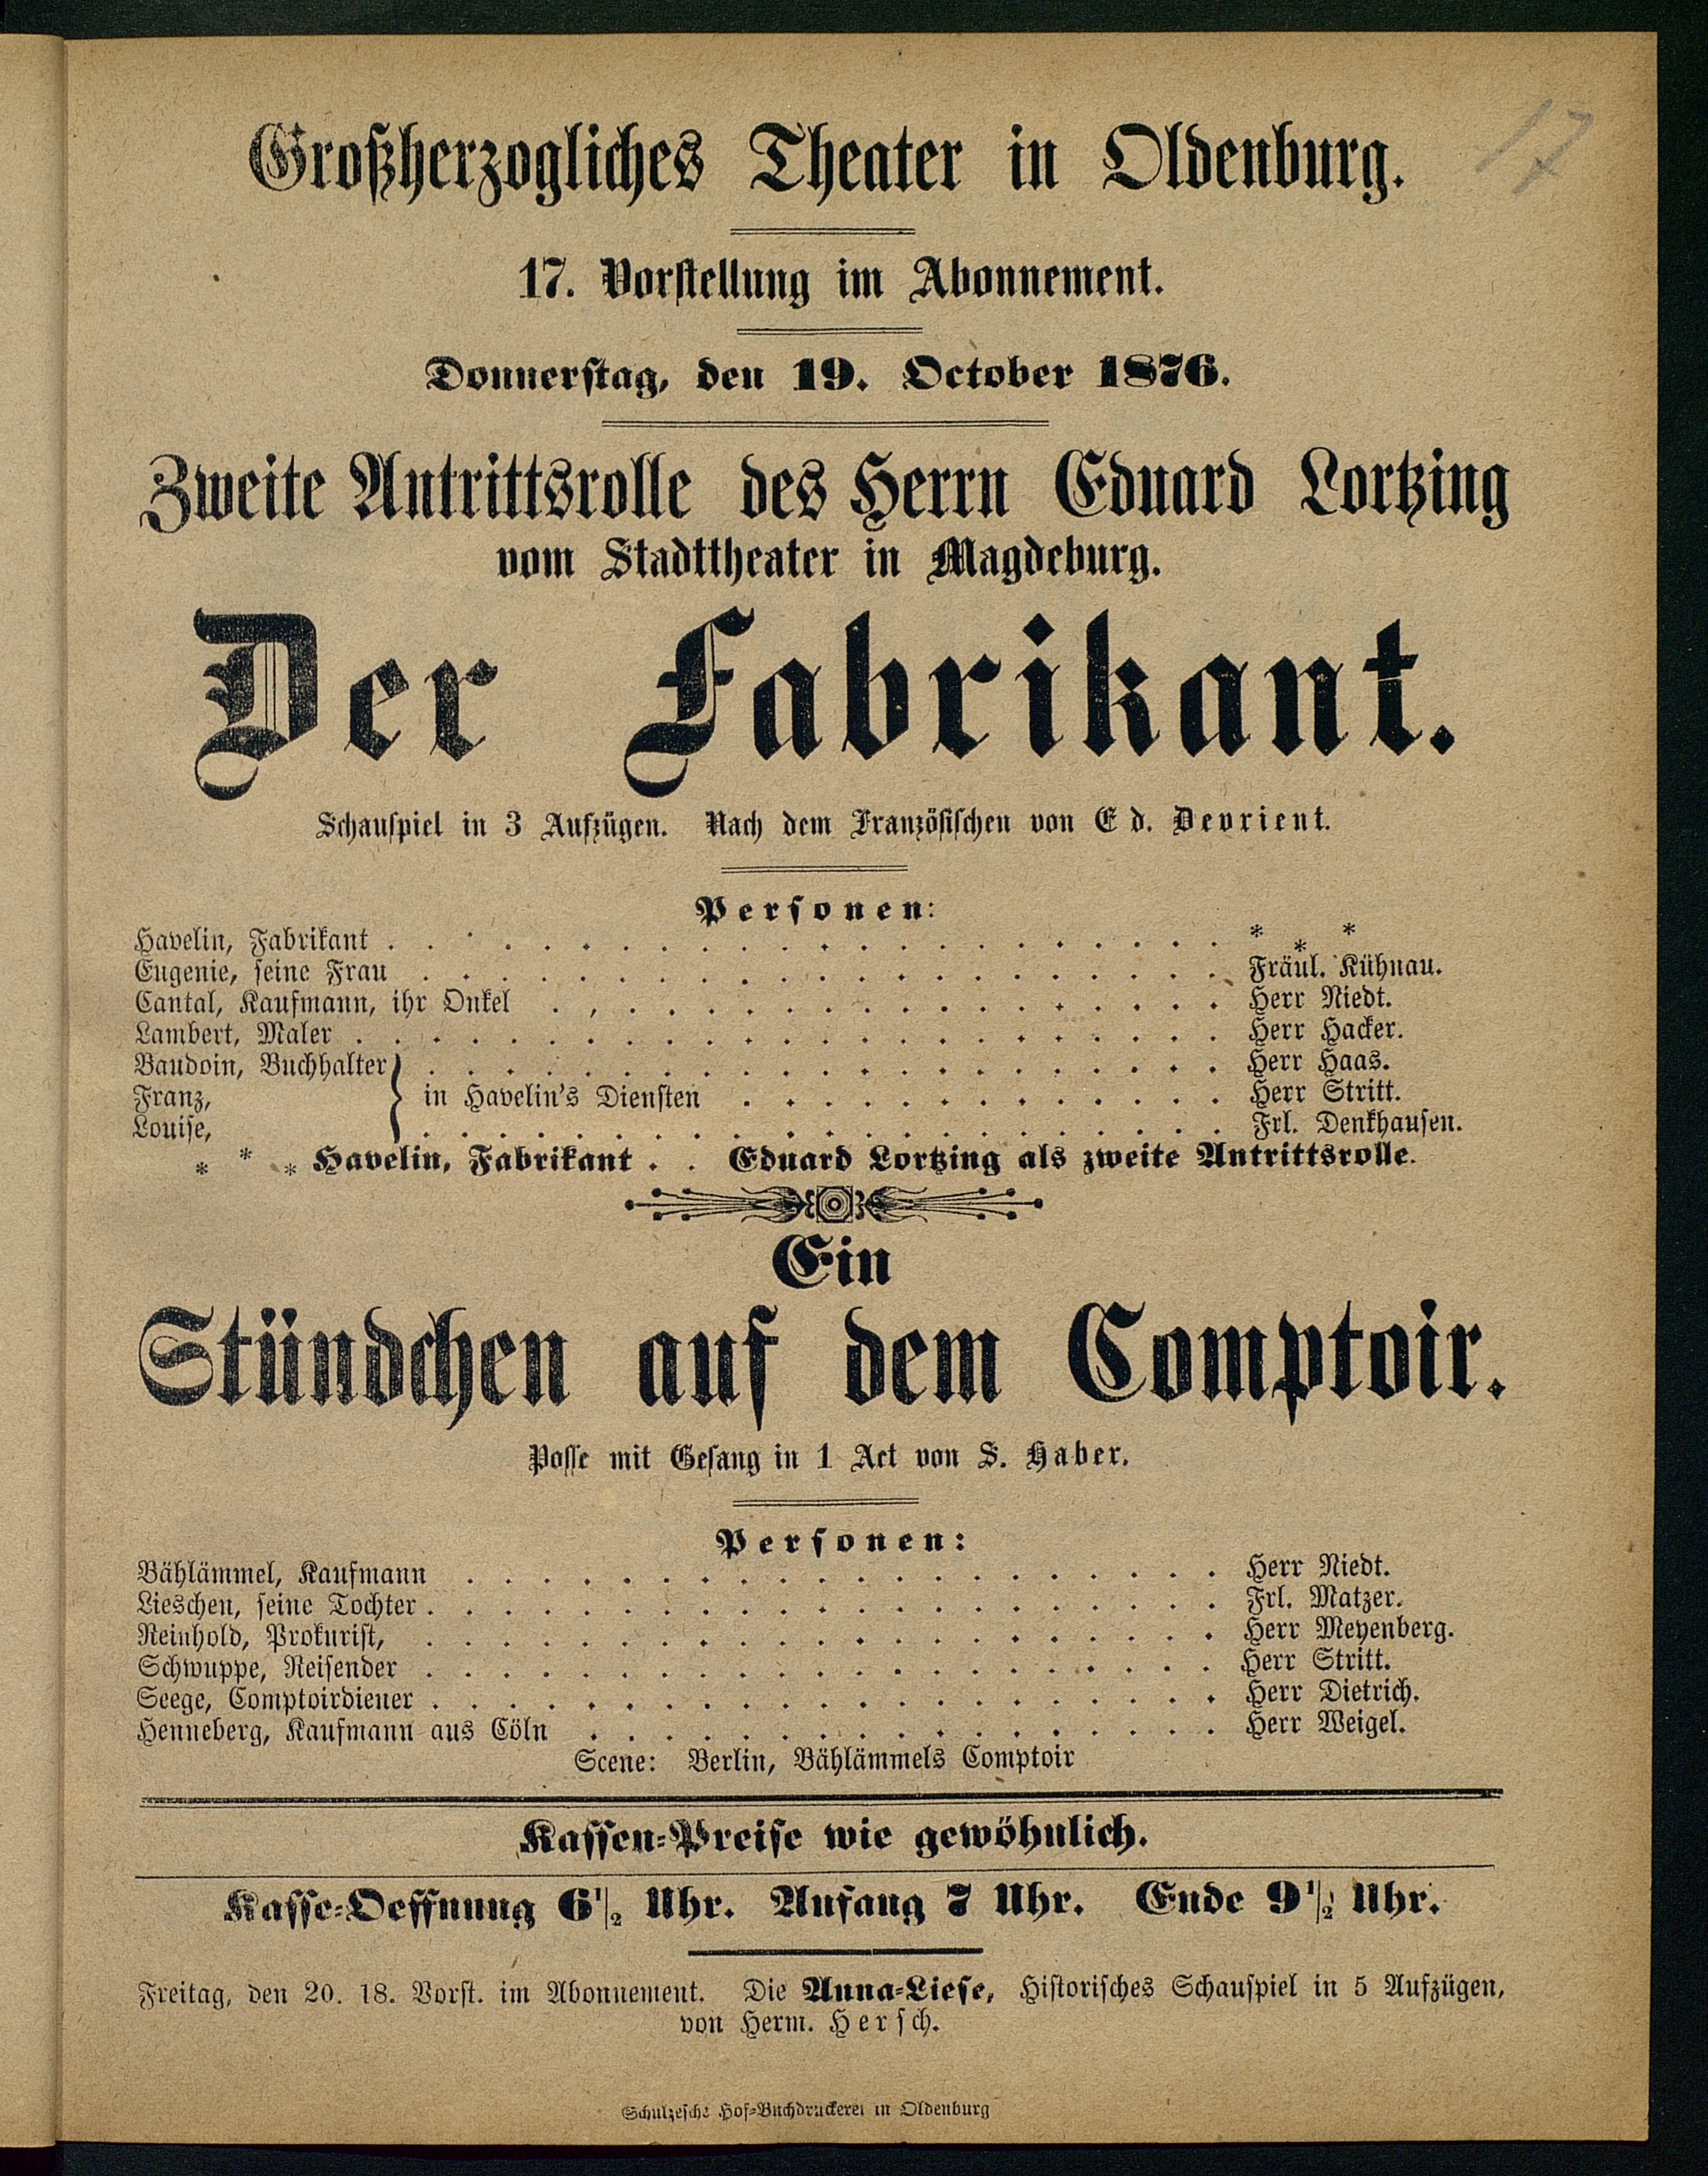 17
Großherzogliches Theater in Oldenburg.
17. Vorstellung im Abonnement.
Donnerstag, den 19. October 1876.
Zweite Antrittsrolle des Herrn Eduard Lortzing
vom Stadttheater in Magdeburg.
Der Fabrikant.
Schauspiel in 3 Aufzügen. Nach dem Französischen von Ed. Devrient.
Personen:
Havelin, Fabrikant . . . . . . . . . . . . . . . . . . . . . . * * *
Eugenie, seine Frau . . . . . . . . . . . . . . . . . . . . . Fräul. Kühnau.
Cantal, Kaufmann, ihr Onkel . , . . . . . . . . . . . . . . . . Herr Niedt.
Lambert, Maler . . . . . . . . . . . . . . . . . . . . . . . Herr Hacker.
Baudoin, Buchhalter } . . . . . . . . . . . . . . . . . . . . . Herr Haas.
Franz, } in Havelin's Diensten . . . . . . . . . . . . . Herr Stritt.
Louise, } . . . . . . . . . . . . . . . . . . . . . Frl. Denkhausen.
* * * Havelin, Fabrikant . . Eduard Lortzing als zweite Antrittsrolle.
Ein
Stündchen auf dem Comptoir.
Posse mit Gesang in 1 Act von S. Haber.
Personen:
Bählämmel, Kaufmann . . . . . . . . . . . . . . . . . . . . Herr Niedt.
Lieschen, seine Tochter . . . . . . . . . . . . . . . . . . . . . Frl. Matzer.
Reinhold, Prokurist, . . . . . . . . . . . . . . . . . . . . . Herr Meyenberg.
Schwuppe, Reisender . . . . . . . . . . . . . . . . . . . . . Herr Stritt.
Seege, Comptoirdiener . . . . . . . . . . . . . . . . . . . . . Herr Dietrich.
Henneberg, Kaufmann aus Cöln . . . . . . . . . . . . . . . . . Herr Weigel.
Scene: Berlin, Bählämmels Comptoir
Kassen-Preise wie gewöhnlich.
Kasse-Oeffnung 6 1/2 Uhr. Anfang 7 Uhr. Ende 9 1/2 Uhr.
Freitag, den 20. 18. Vorst. im Abonnement. Die Anna-Liese, Historisches Schauspiel in 5 Aufzügen,
von Herm. Hersch.
Schulzesche Hof-Buchdruckerei in Oldenburg